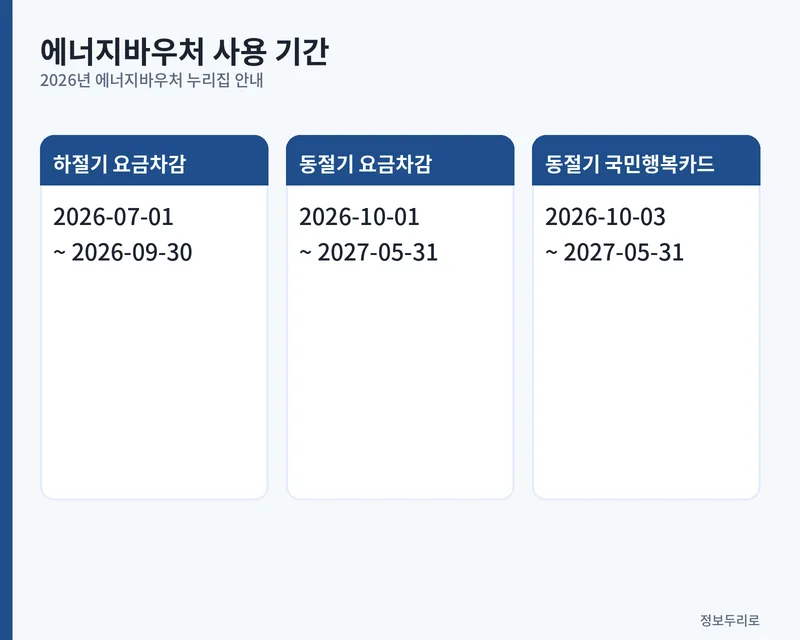 에너지바우처 사용 기간
2026년 에너지바우처 누리집 안내
하절기 요금차감
2026-07-01
~ 2026-09-30
동절기 요금차감
2026-10-01
~ 2027-05-31
동절기 국민행복카드
2026-10-03
~ 2027-05-31
정보두리로